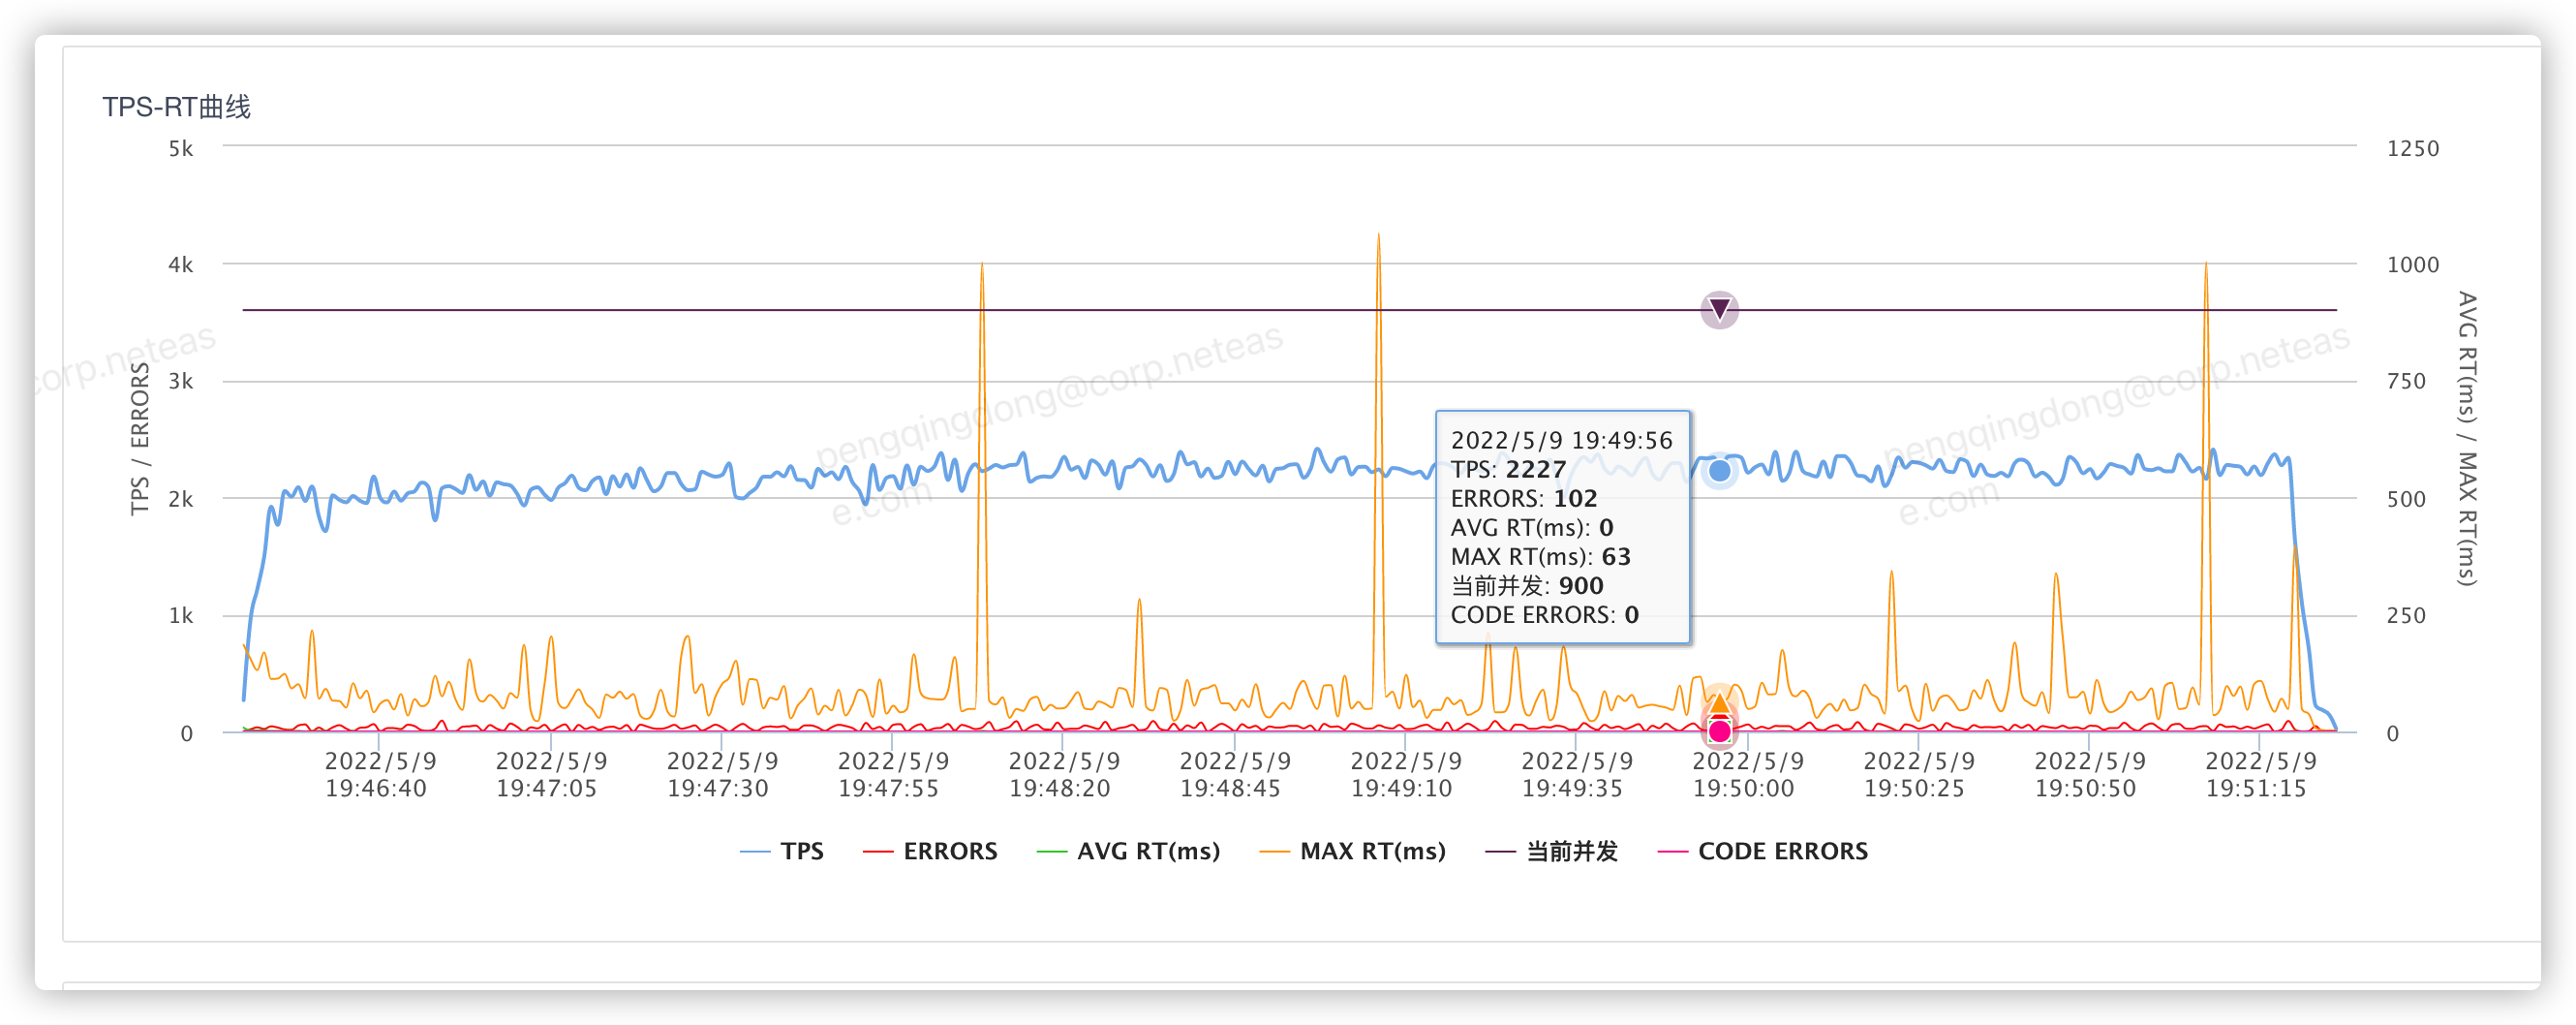 TPS-RT曲线
5k
4k
3k
2k
1k
0
TPS / ERRORS
1250
1000
750
500
250
0
AVG RT(ms) / MAX RT(ms)
corp.neteas
pengqingdong@corp.neteas
e.com
pengqingdong@corp.neteas
e.com
2022/5/9 19:49:56
TPS: 2227
ERRORS: 102
AVG RT(ms): 0
MAX RT(ms): 63
当前并发: 900
CODE ERRORS: 0
2022/5/9
19:46:40
2022/5/9
19:47:05
2022/5/9
19:47:30
2022/5/9
19:47:55
2022/5/9
19:48:20
2022/5/9
19:48:45
2022/5/9
19:49:10
2022/5/9
19:49:35
2022/5/9
19:50:00
2022/5/9
19:50:25
2022/5/9
19:50:50
2022/5/9
19:51:15
TPS
ERRORS
AVG RT(ms)
MAX RT(ms)
当前并发
CODE ERRORS